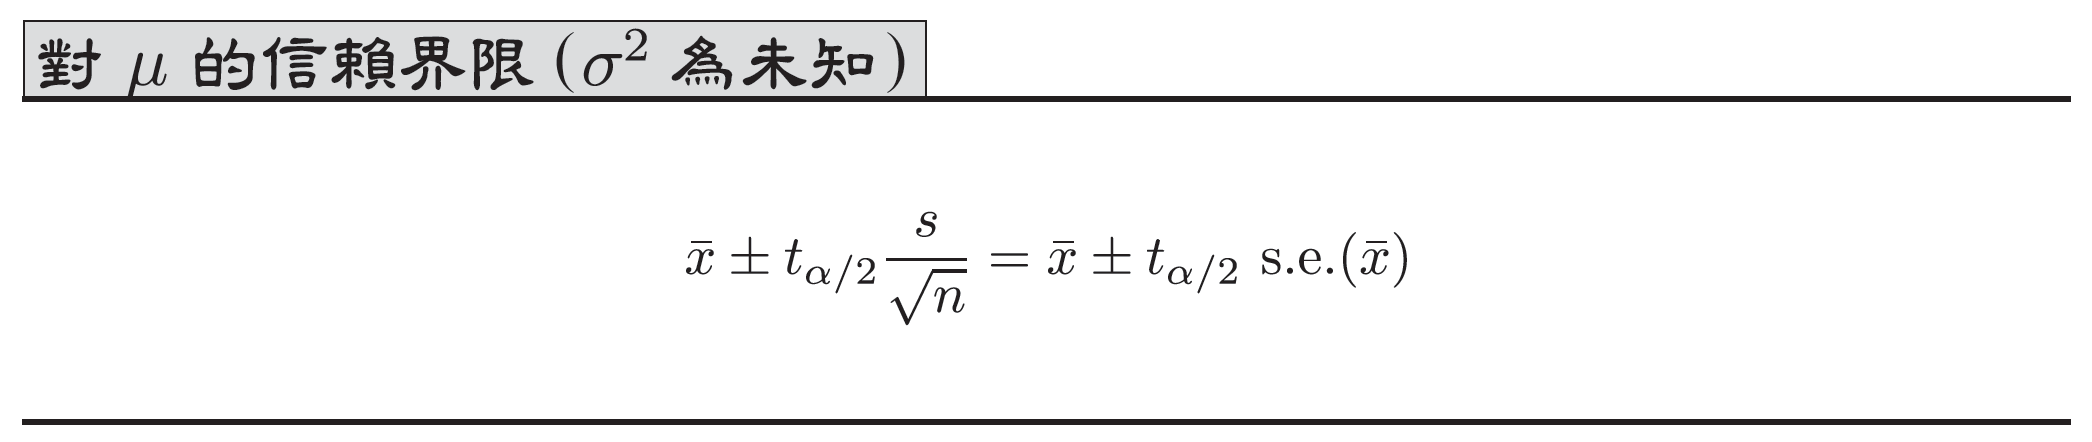 對 μ 的信賴界限 (σ² 為未知)
x̄ ± t_{α/2} s/√n = x̄ ± t_{α/2} s.e.(x̄)